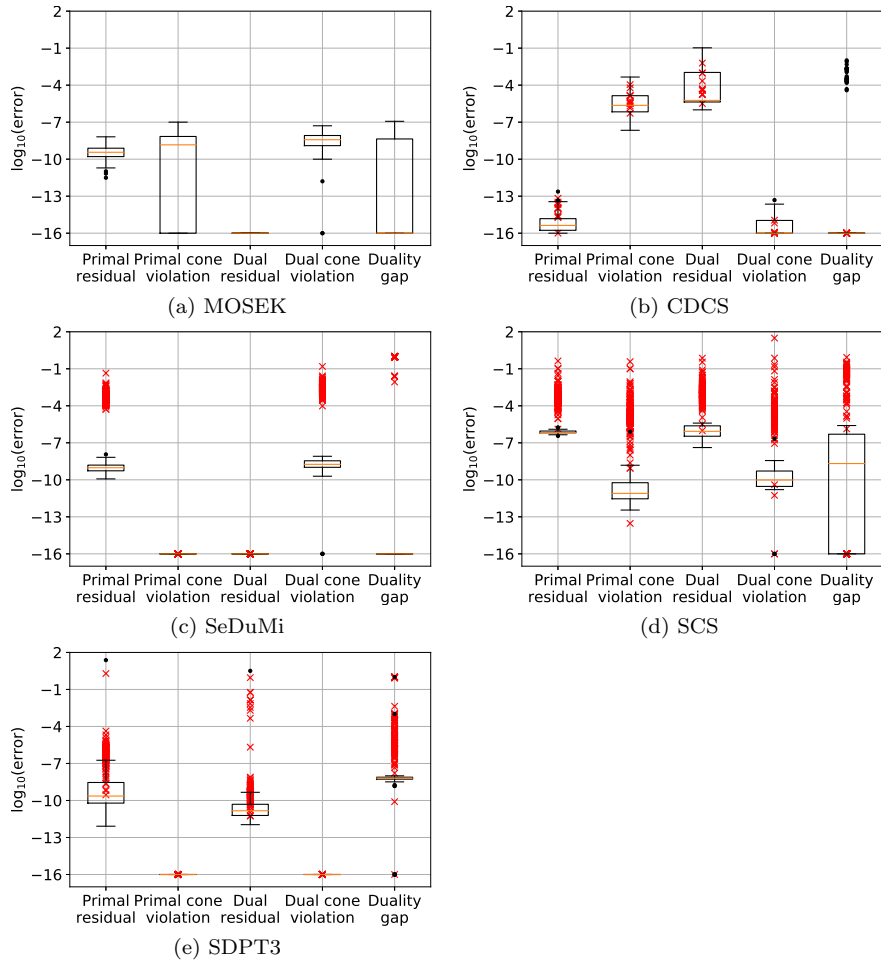 2
−1
−4
−7
−10
−13
−16
log₁₀(error)
Primal residual
Primal cone violation
Dual residual
Dual cone violation
Duality gap
(a) MOSEK
2
−1
−4
−7
−10
−13
−16
log₁₀(error)
Primal residual
Primal cone violation
Dual residual
Dual cone violation
Duality gap
(b) CDCS
2
−1
−4
−7
−10
−13
−16
log₁₀(error)
Primal residual
Primal cone violation
Dual residual
Dual cone violation
Duality gap
(c) SeDuMi
2
−1
−4
−7
−10
−13
−16
log₁₀(error)
Primal residual
Primal cone violation
Dual residual
Dual cone violation
Duality gap
(d) SCS
2
−1
−4
−7
−10
−13
−16
log₁₀(error)
Primal residual
Primal cone violation
Dual residual
Dual cone violation
Duality gap
(e) SDPT3